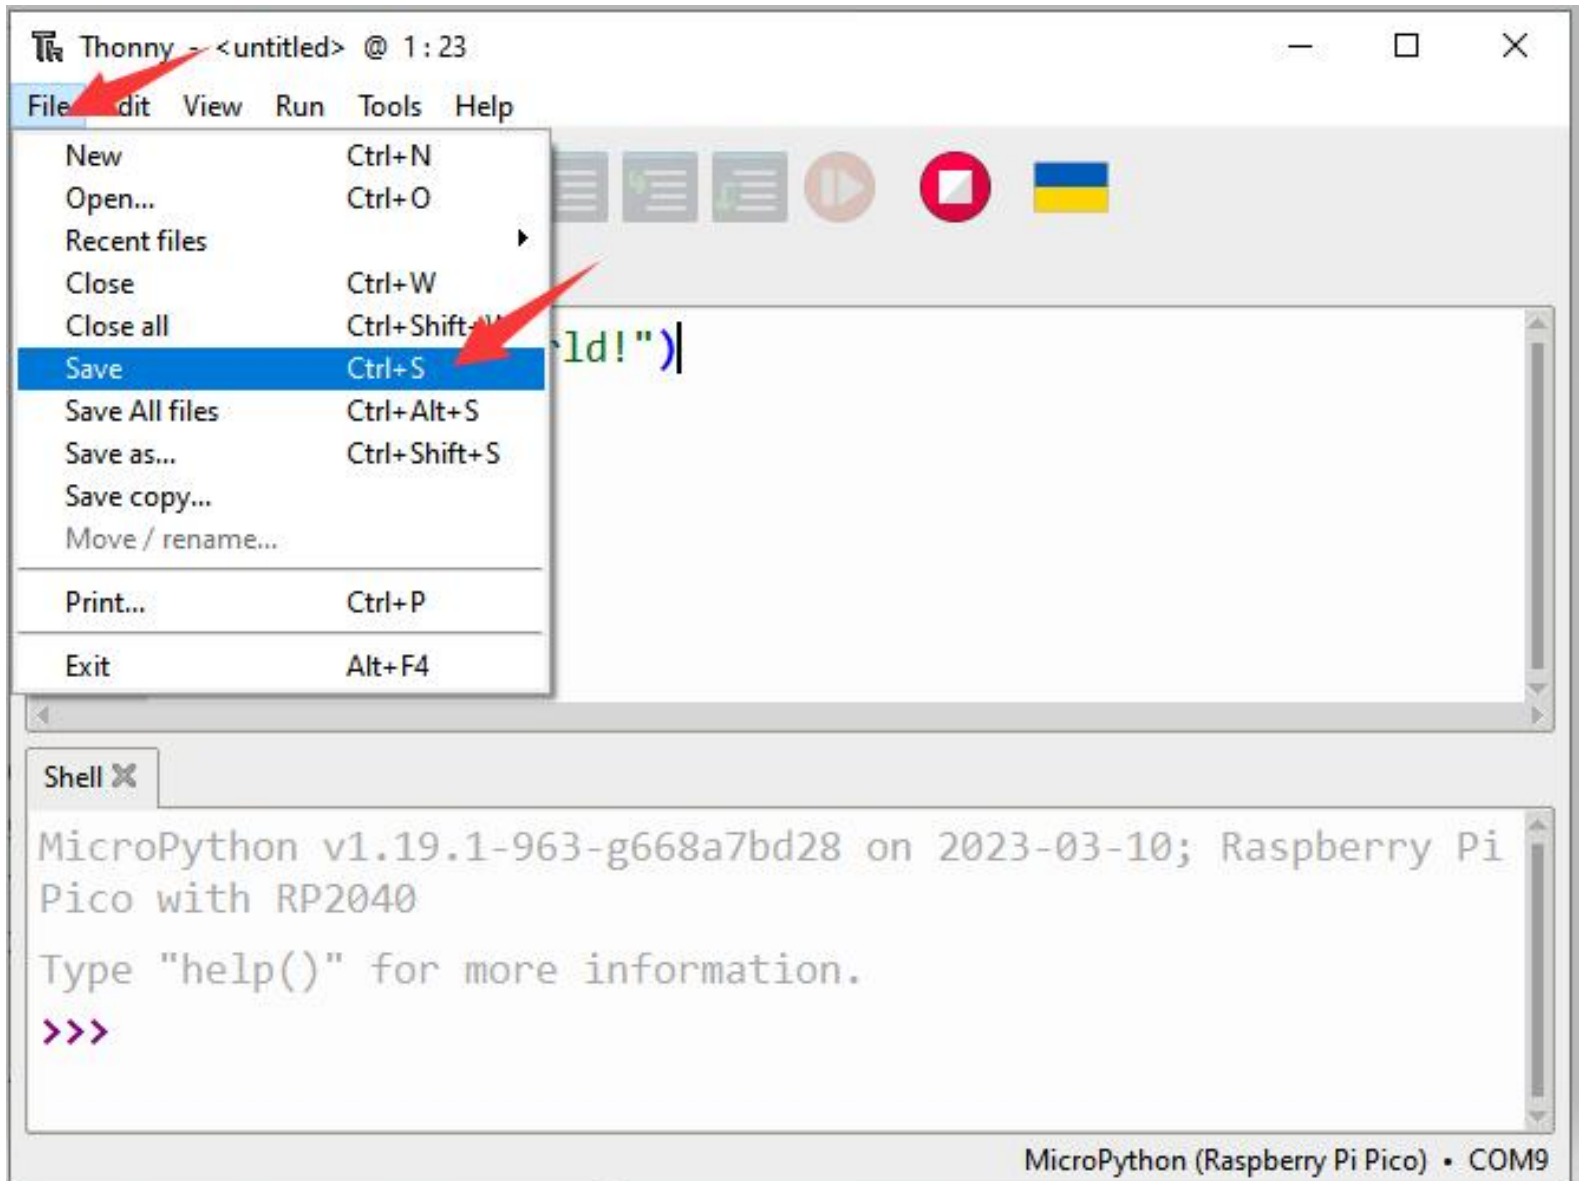 Thonny - <untitled> @ 1:23
File Edit View Run Tools Help
New Ctrl+N
Open... Ctrl+O
Recent files
Close Ctrl+W
Close all Ctrl+Shift+W
Save Ctrl+S
Save All files Ctrl+Alt+S
Save as... Ctrl+Shift+S
Save copy...
Move / rename...
Print... Ctrl+P
Exit Alt+F4
ld!")
Shell
MicroPython v1.19.1-963-g668a7bd28 on 2023-03-10; Raspberry Pi
Pico with RP2040
Type "help()" for more information.
>>>
MicroPython (Raspberry Pi Pico) • COM9